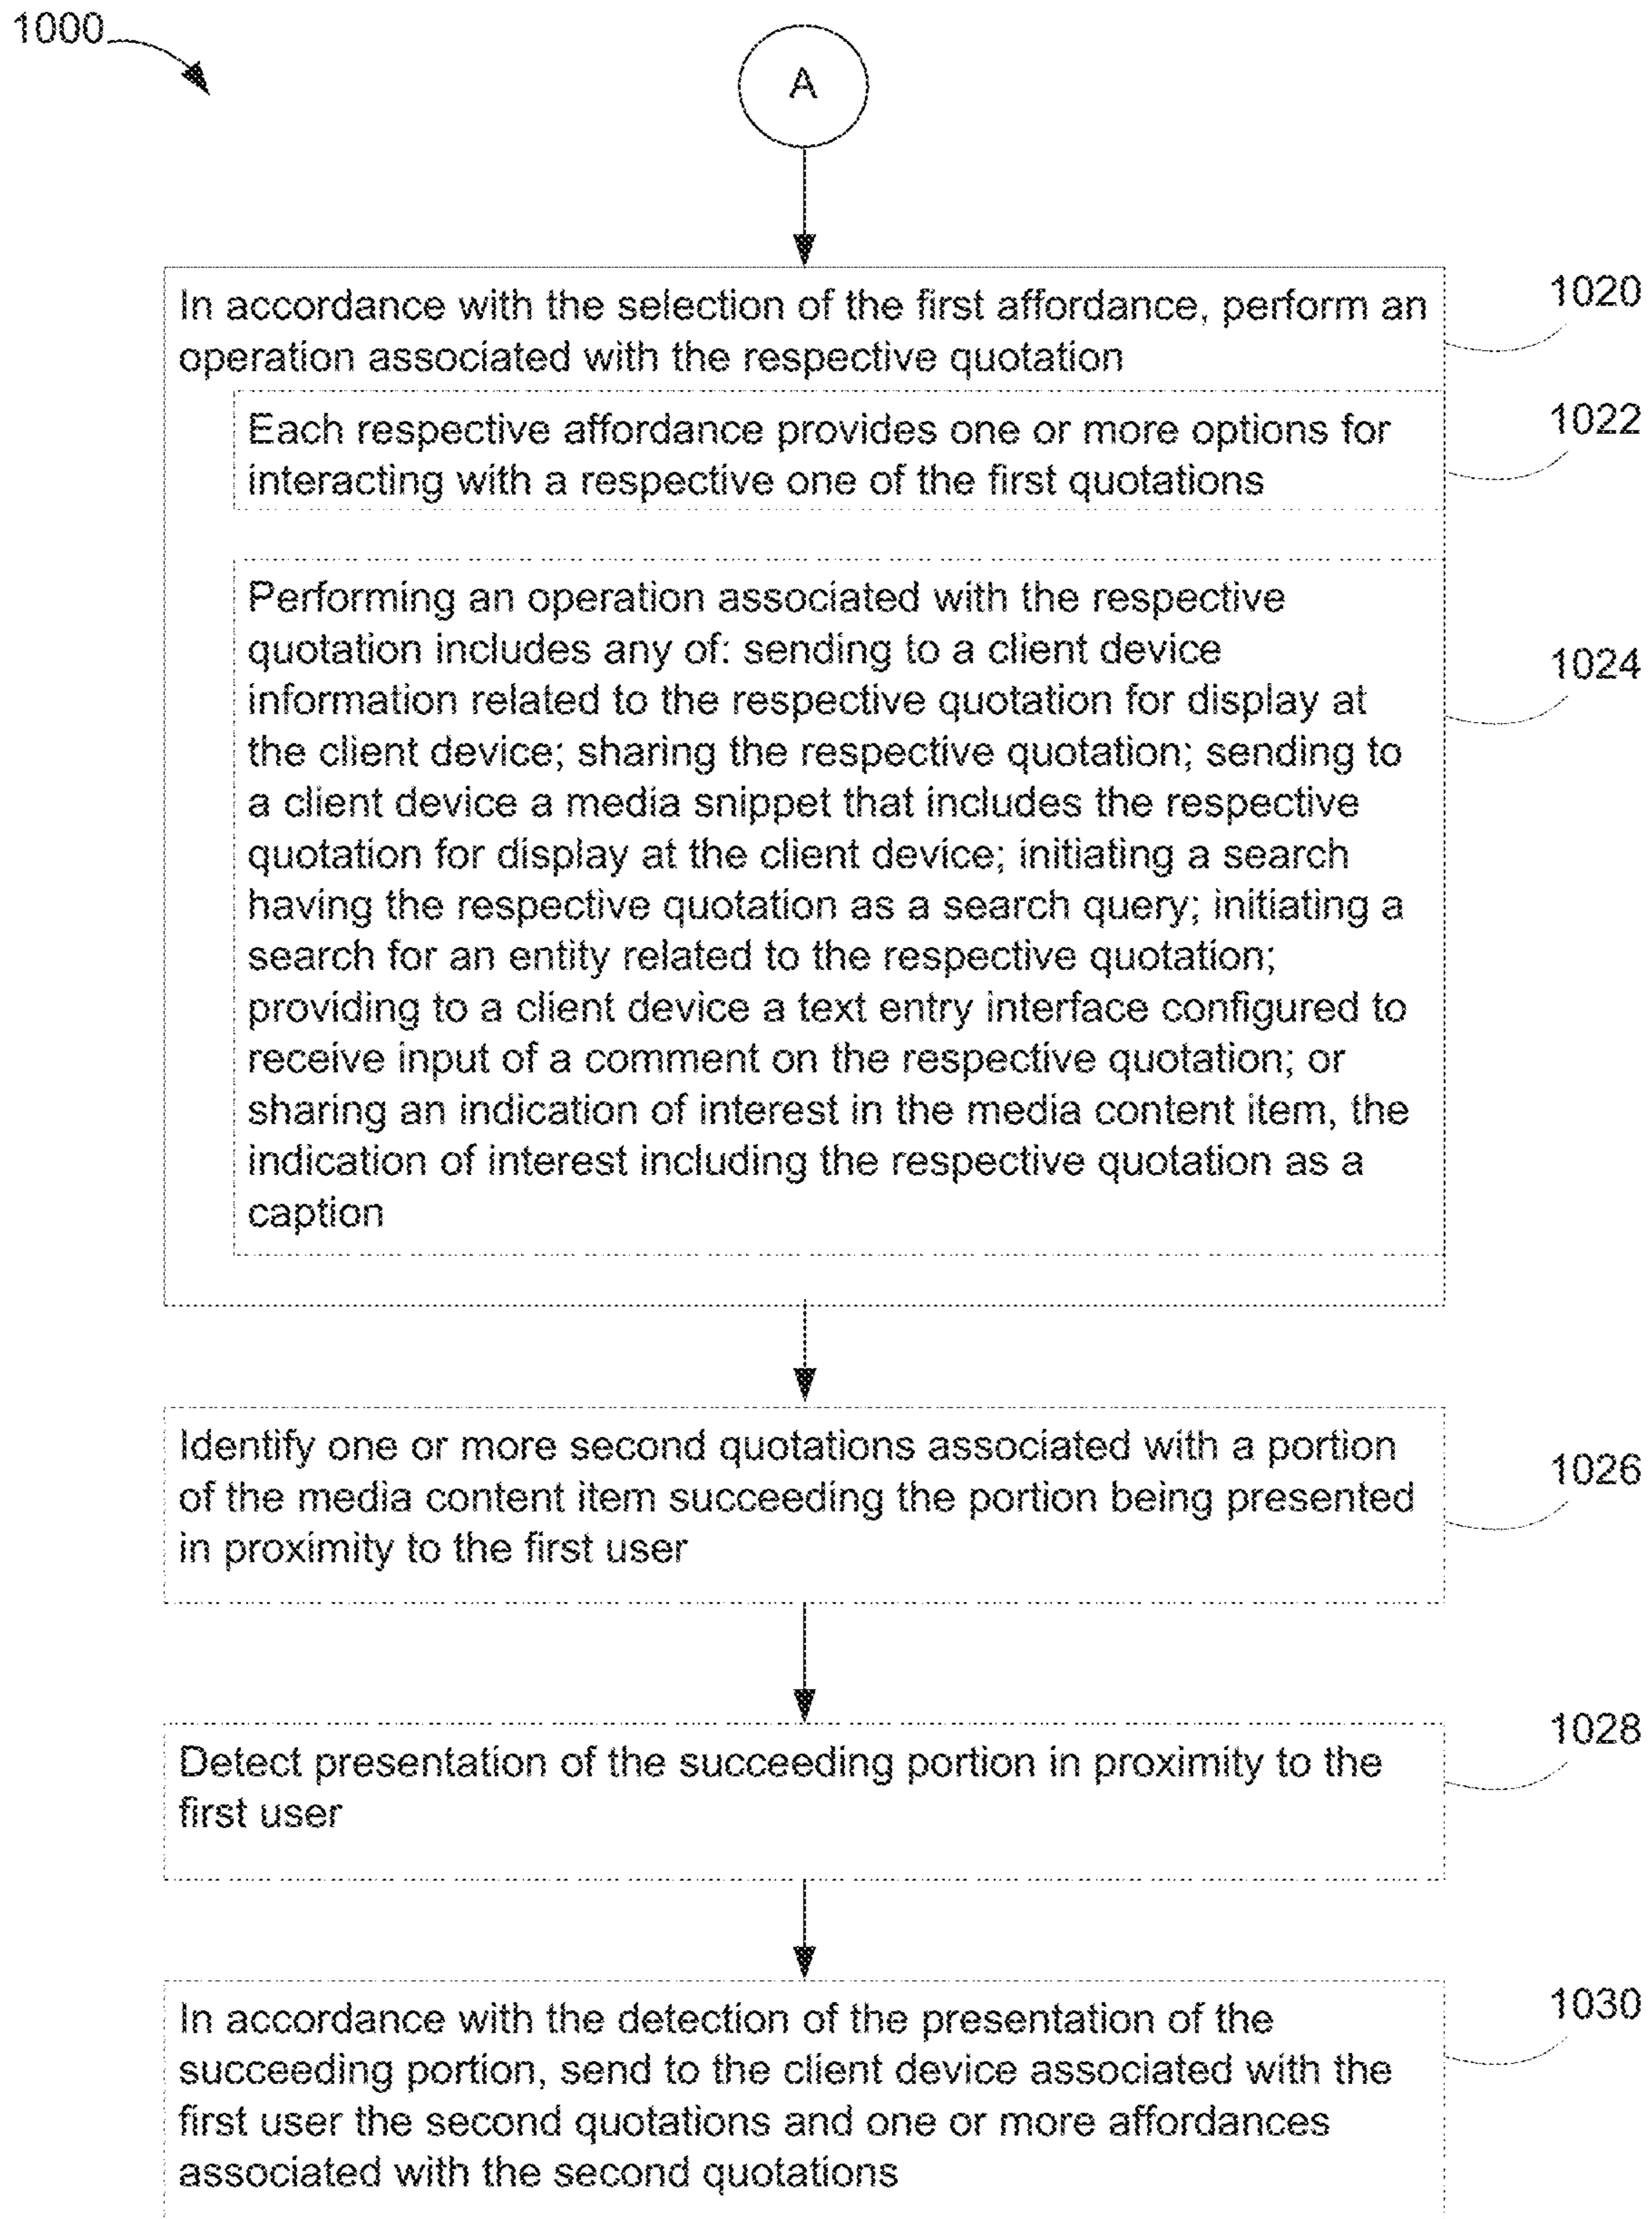 1000
A
In accordance with the selection of the first affordance, perform an
operation associated with the respective quotation
1020
Each respective affordance provides one or more options for
interacting with a respective one of the first quotations
1022
Performing an operation associated with the respective
quotation includes any of: sending to a client device
information related to the respective quotation for display at
the client device; sharing the respective quotation; sending to
a client device a media snippet that includes the respective
quotation for display at the client device; initiating a search
having the respective quotation as a search query; initiating a
search for an entity related to the respective quotation;
providing to a client device a text entry interface configured to
receive input of a comment on the respective quotation; or
sharing an indication of interest in the media content item, the
indication of interest including the respective quotation as a
caption
1024
Identify one or more second quotations associated with a portion
of the media content item succeeding the portion being presented
in proximity to the first user
1026
Detect presentation of the succeeding portion in proximity to the
first user
1028
In accordance with the detection of the presentation of the
succeeding portion, send to the client device associated with the
first user the second quotations and one or more affordances
associated with the second quotations
1030